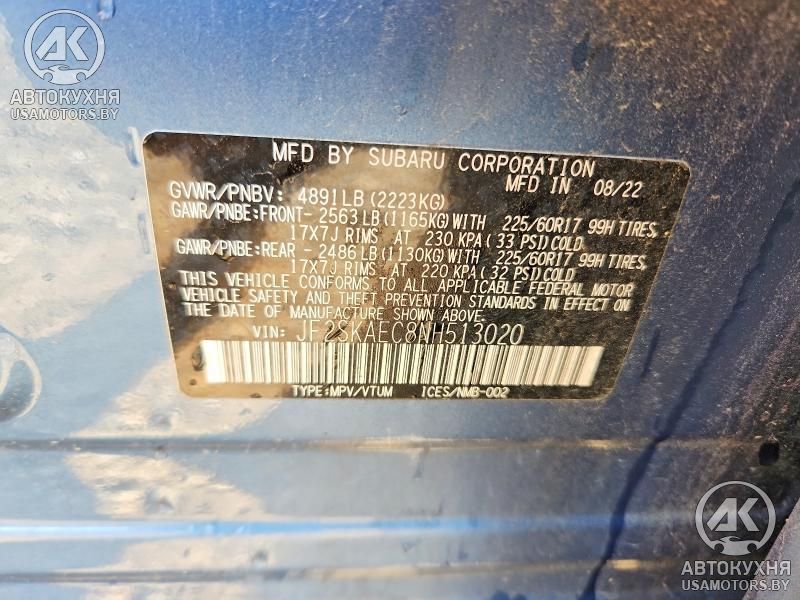 АК
АВТОКУХНЯ
USAMOTORS.BY
MFD BY SUBARU CORPORATION
MFD IN 08/22
GVWR/PNBV: 4891LB (2223KG)
GAWR/PNBE:FRONT- 2563 LB (1165KG) WITH 225/60R17 99H TIRES,
17X7J RIMS AT 230 KPA( 33 PSI) COLD
GAWR/PNBE:REAR - 2486 LB (1130KG) WITH 225/60R17 99H TIRES,
17X7J RIMS AT 220 KPA( 32 PSI) COLD
THIS VEHICLE CONFORMS TO ALL APPLICABLE FEDERAL MOTOR
VEHICLE SAFETY AND THEFT PREVENTION STANDARDS IN EFFECT ON
THE DATE OF MANUFACTURE SHOWN ABOVE.
VIN: JF2SKAEC8NH513020
TYPE:MPV/VTUM ICES/NMB-002
АК
АВТОКУХНЯ
USAMOTORS.BY